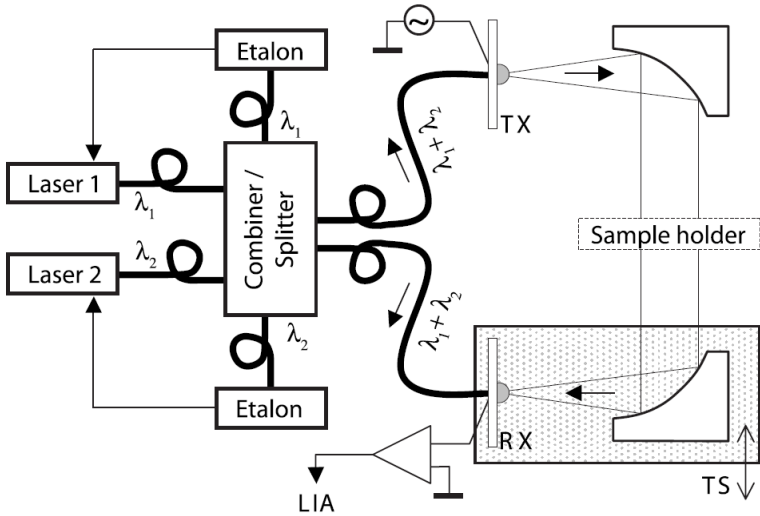 Etalon
λ₁
Laser 1
λ₁
Combiner /
Splitter
λ₁ + λ₂
TX
Sample holder
Laser 2
λ₂
λ₂
λ₁ + λ₂
Etalon
RX
LIA
TS